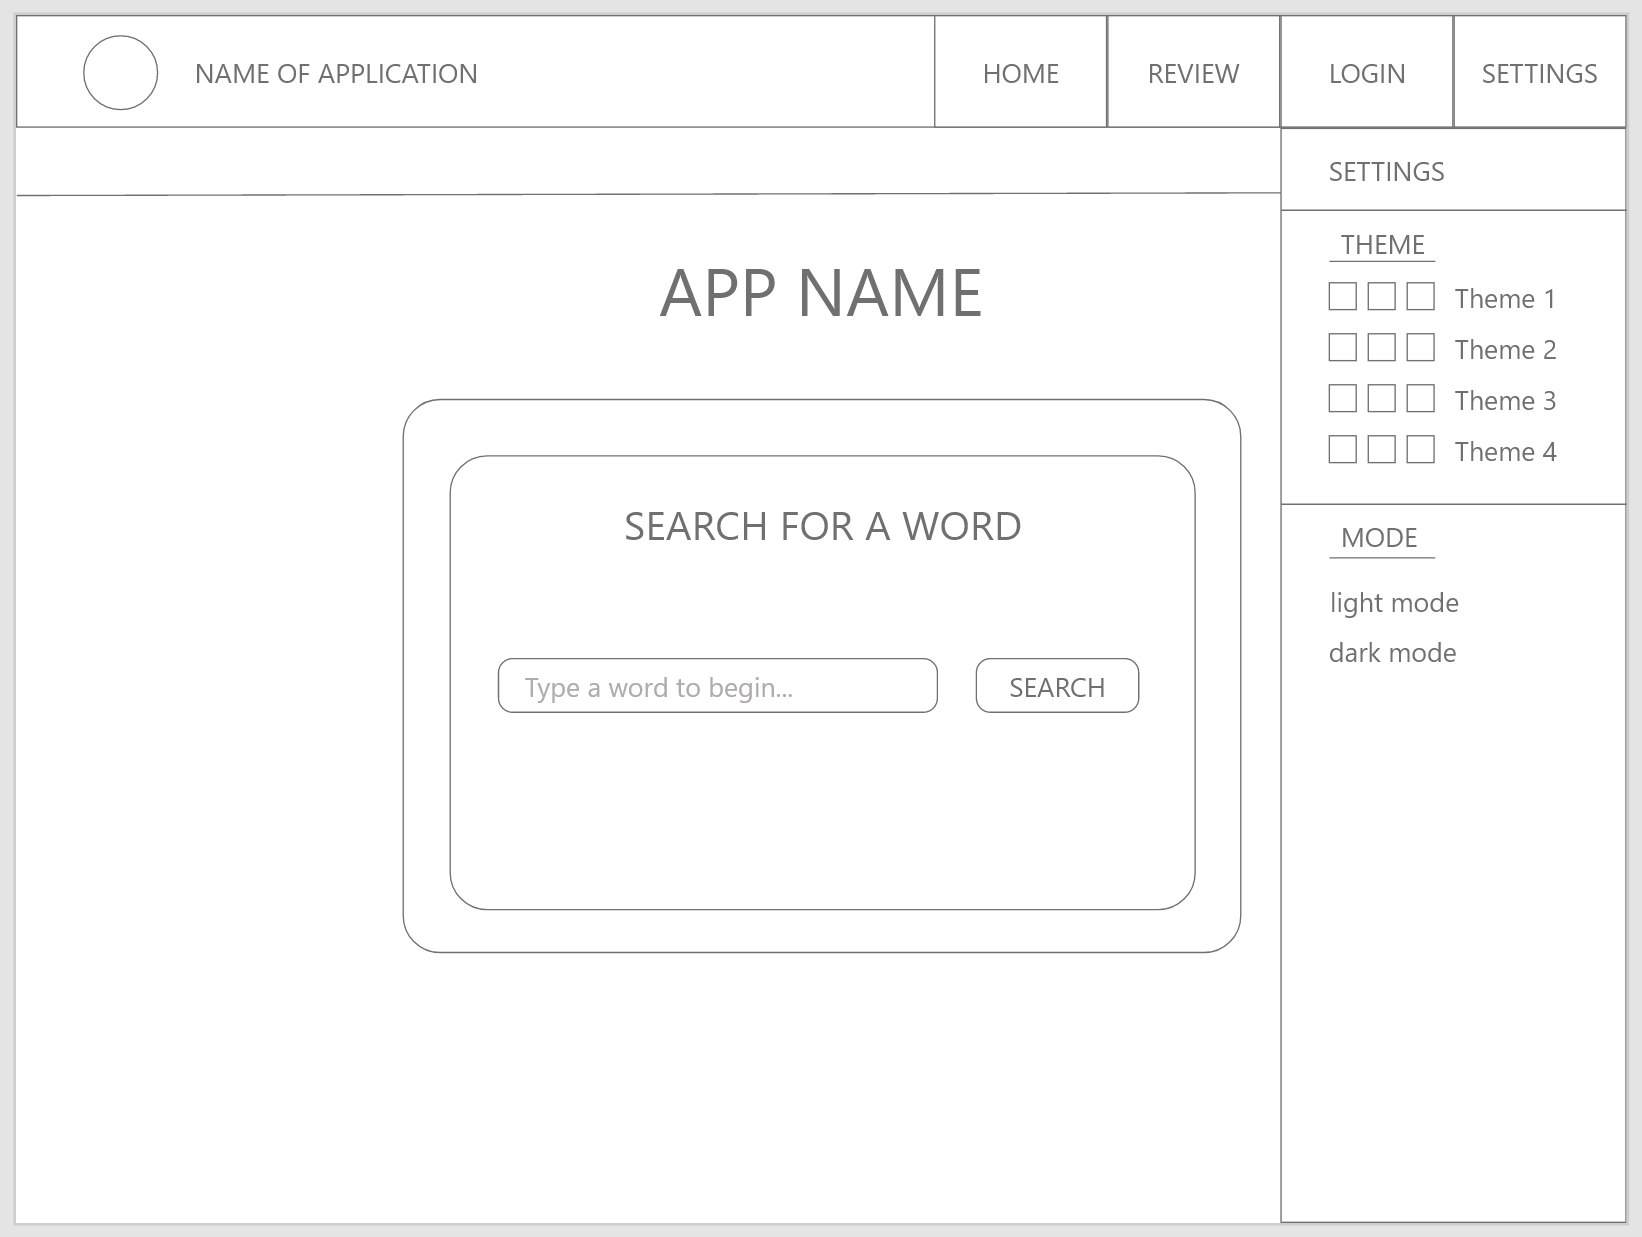 NAME OF APPLICATION
HOME
REVIEW
LOGIN
SETTINGS
SETTINGS
THEME
Theme 1
Theme 2
Theme 3
Theme 4
MODE
light mode
dark mode
APP NAME
SEARCH FOR A WORD
Type a word to begin...
SEARCH